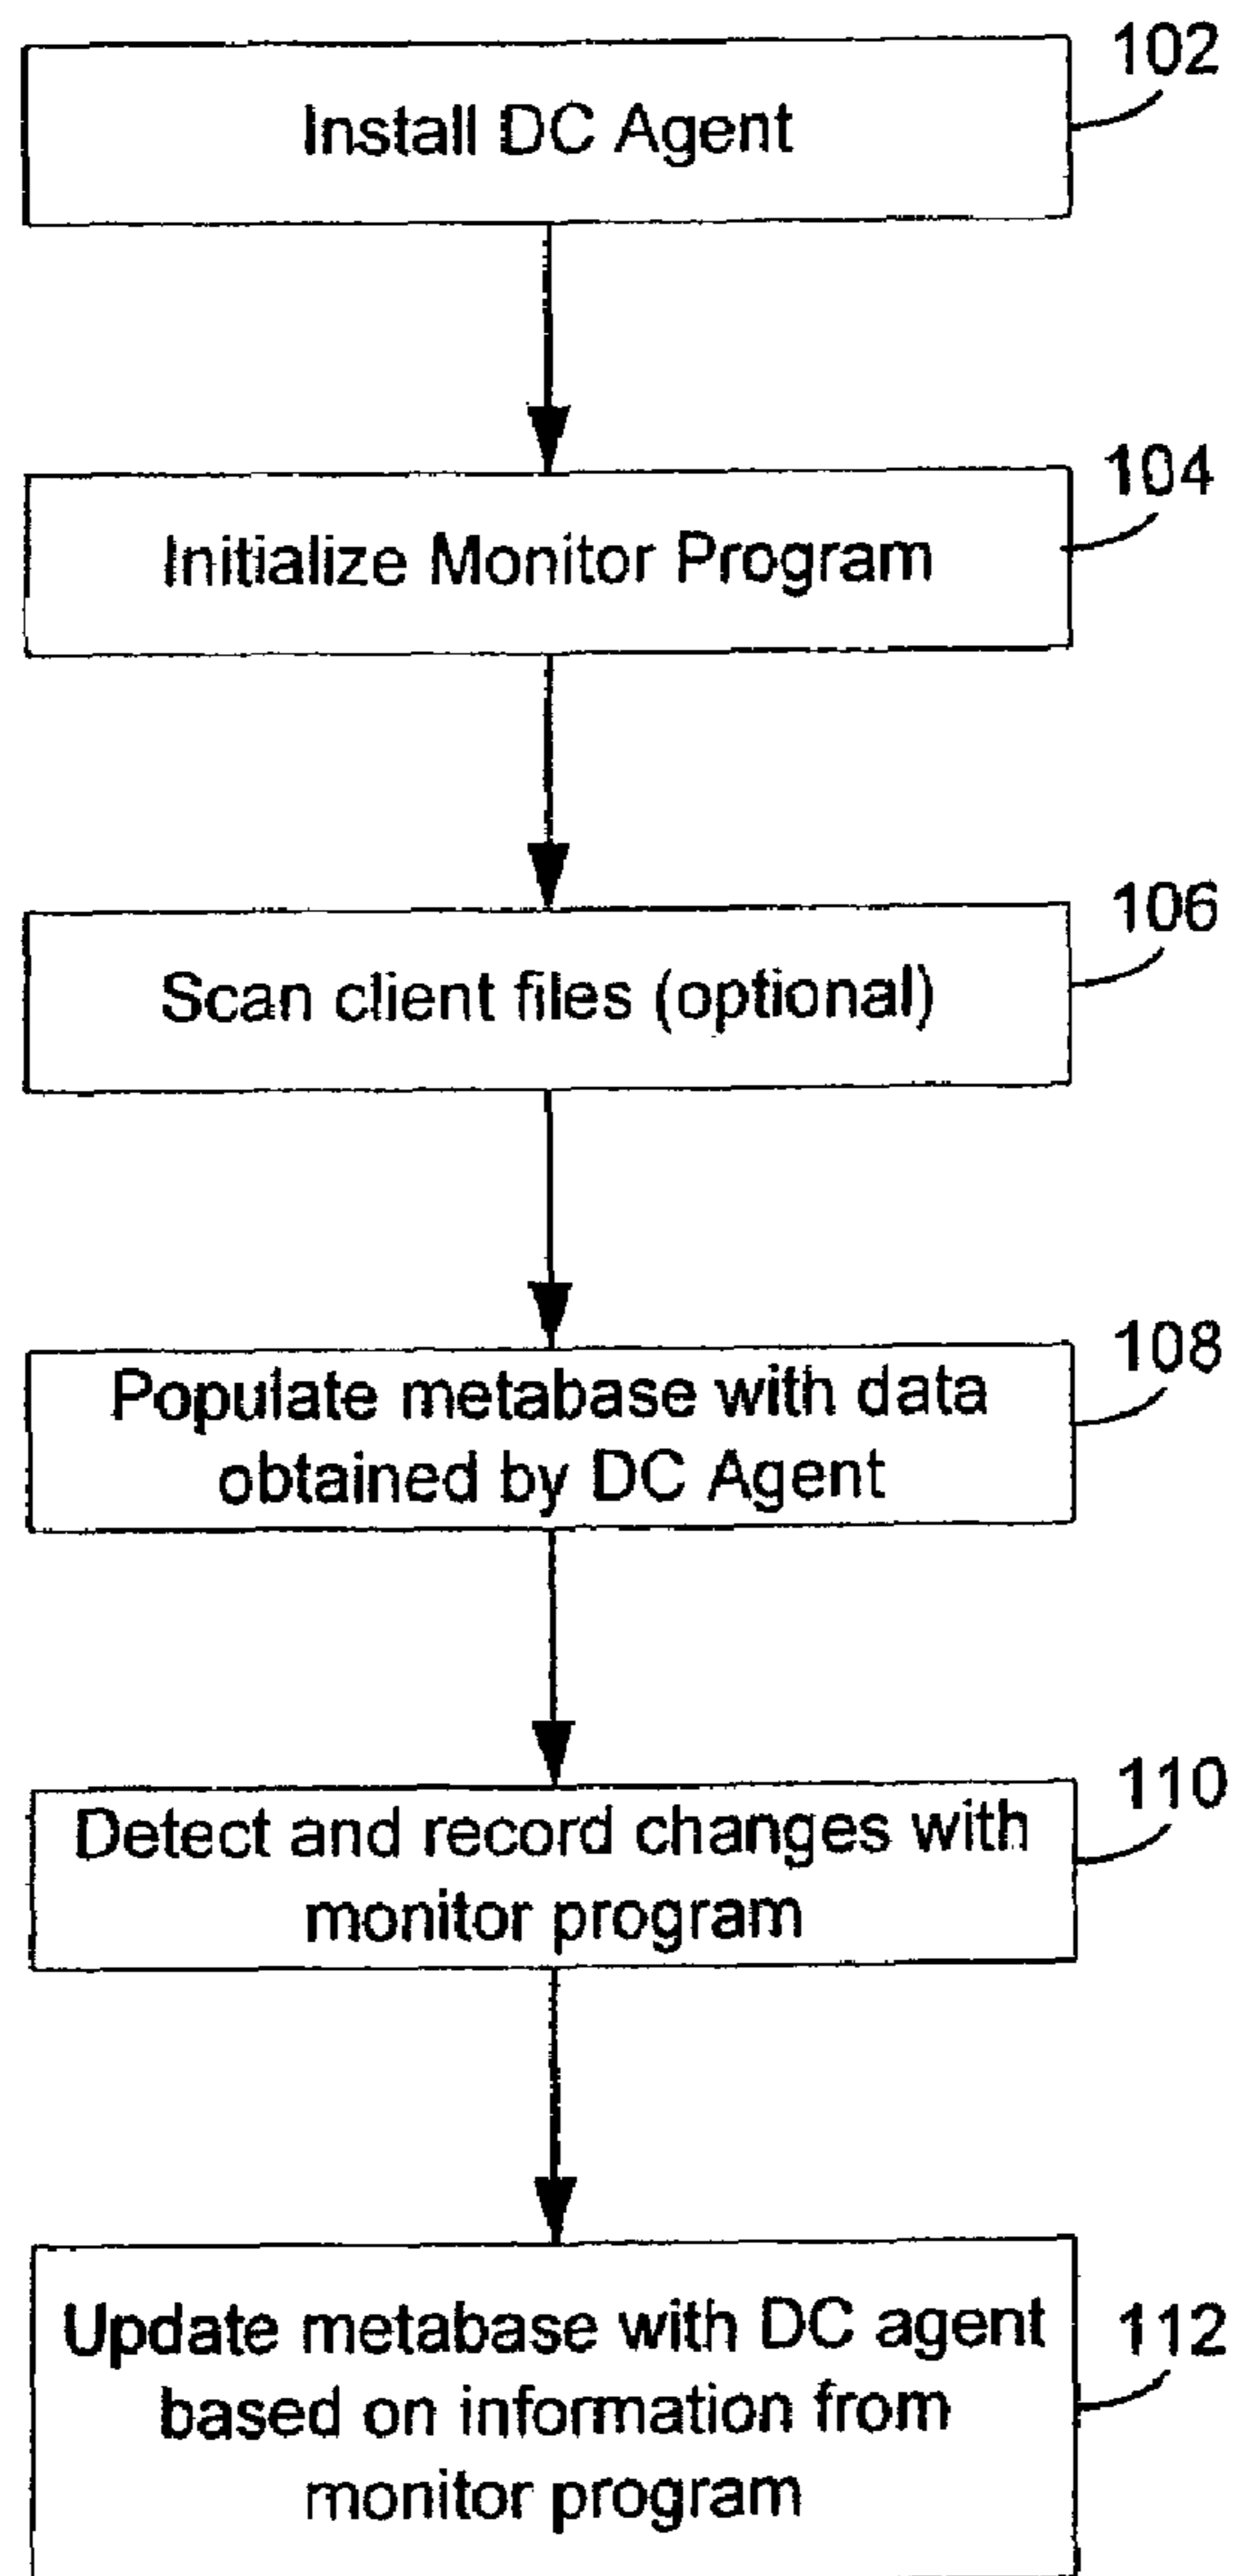 102
Install DC Agent
104
Initialize Monitor Program
106
Scan client files (optional)
108
Populate metabase with data
obtained by DC Agent
110
Detect and record changes with
monitor program
112
Update metabase with DC agent
based on information from
monitor program